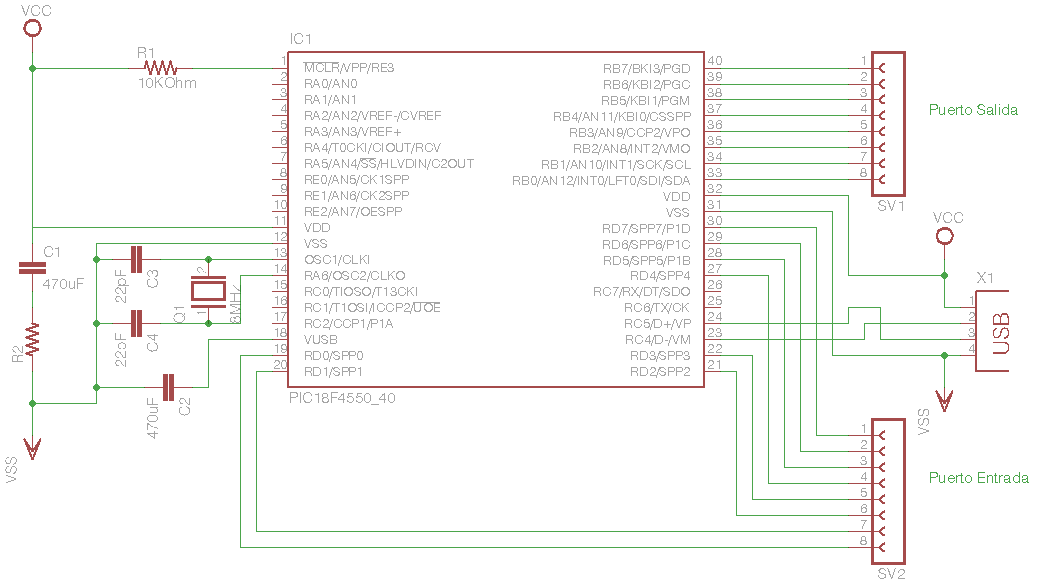 VCC
R1
10KOhm
IC1
1 MCLR/VPP/RE3
2 RA0/AN0
3 RA1/AN1
4 RA2/AN2/VREF-/CVREF
5 RA3/AN3/VREF+
6 RA4/T0CKI/CIOUT/RCV
7 RA5/AN4/SS/HLVDIN/C2OUT
8 RE0/AN5/CK1SPP
9 RE1/AN6/CK2SPP
10 RE2/AN7/OESPP
11 VDD
12 VSS
13 OSC1/CLKI
14 RA6/OSC2/CLKO
15 RC0/TIOSO/T13CKI
16 RC1/T1OSI/ICCP2/UOE
17 RC2/CCP1/P1A
18 VUSB
19 RD0/SPP0
20 RD1/SPP1
PIC18F4550_40
RB7/BKI3/PGD 40
RB6/KBI2/PGC 39
RB5/KBI1/PGM 38
RB4/AN11/KBI0/CSSPP 37
RB3/AN9/CCP2/VPO 36
RB2/AN8/INT2/VMO 35
RB1/AN10/INT1/SCK/SCL 34
RB0/AN12/INT0/LFT0/SDI/SDA 33
VDD 32
VSS 31
RD7/SPP7/P1D 30
RD6/SPP6/P1C 29
RD5/SPP5/P1B 28
RD4/SPP4 27
RC7/RX/DT/SDO 26
RC6/TX/CK 25
RC5/D+/VP 24
RC4/D-/VM 23
RD3/SPP3 22
RD2/SPP2 21
C1
470uF
R2
VSS
22pF
C3
22pF
C4
470uF
C2
Q1
2
1
8MHz
1
2
3
4
5
6
7
8
SV1
Puerto Salida
VCC
X1
1
2
3
4
USB
VSS
1
2
3
4
5
6
7
8
SV2
Puerto Entrada